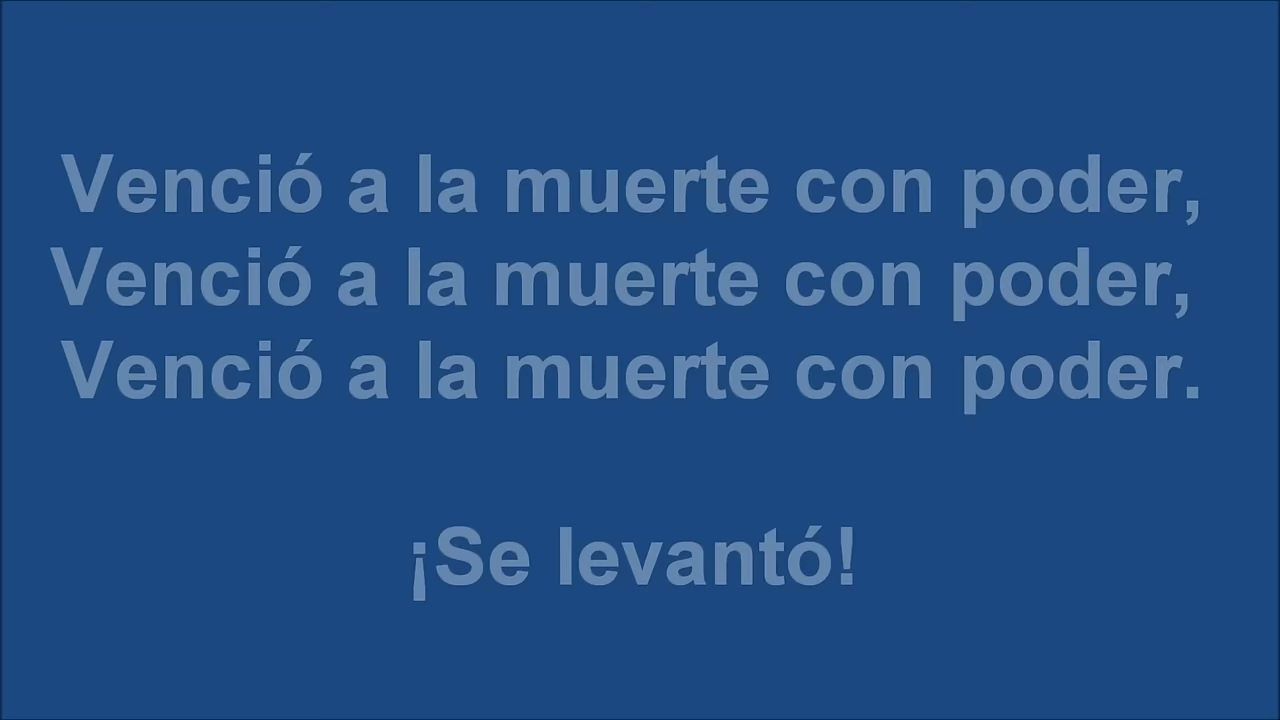 Venció a la muerte con poder,
Venció a la muerte con poder,
Venció a la muerte con poder.
¡Se levantó!